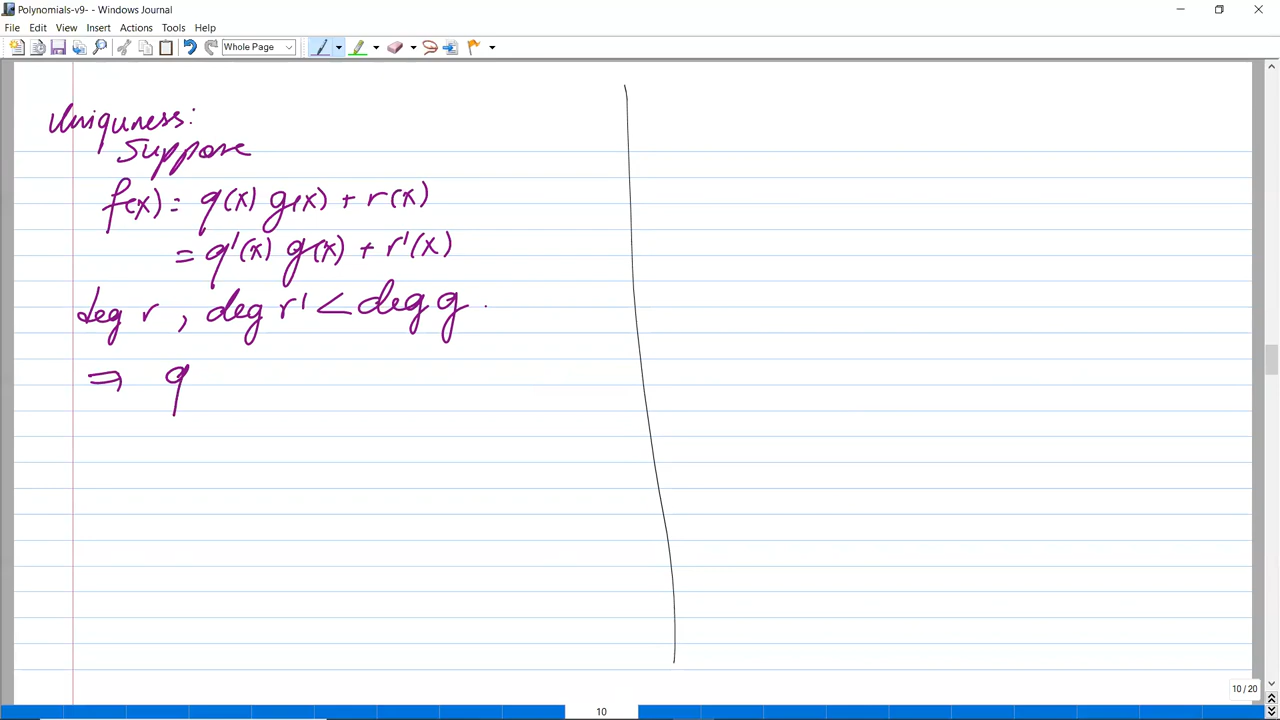 Polynomials-v9- - Windows Journal
File Edit View Insert Actions Tools Help
Whole Page
Uniquness:
Suppose
f(x) = q(x) g(x) + r(x)
= q'(x) g(x) + r'(x)
deg r , deg r' < deg g .
⇒ q
10 / 20
10